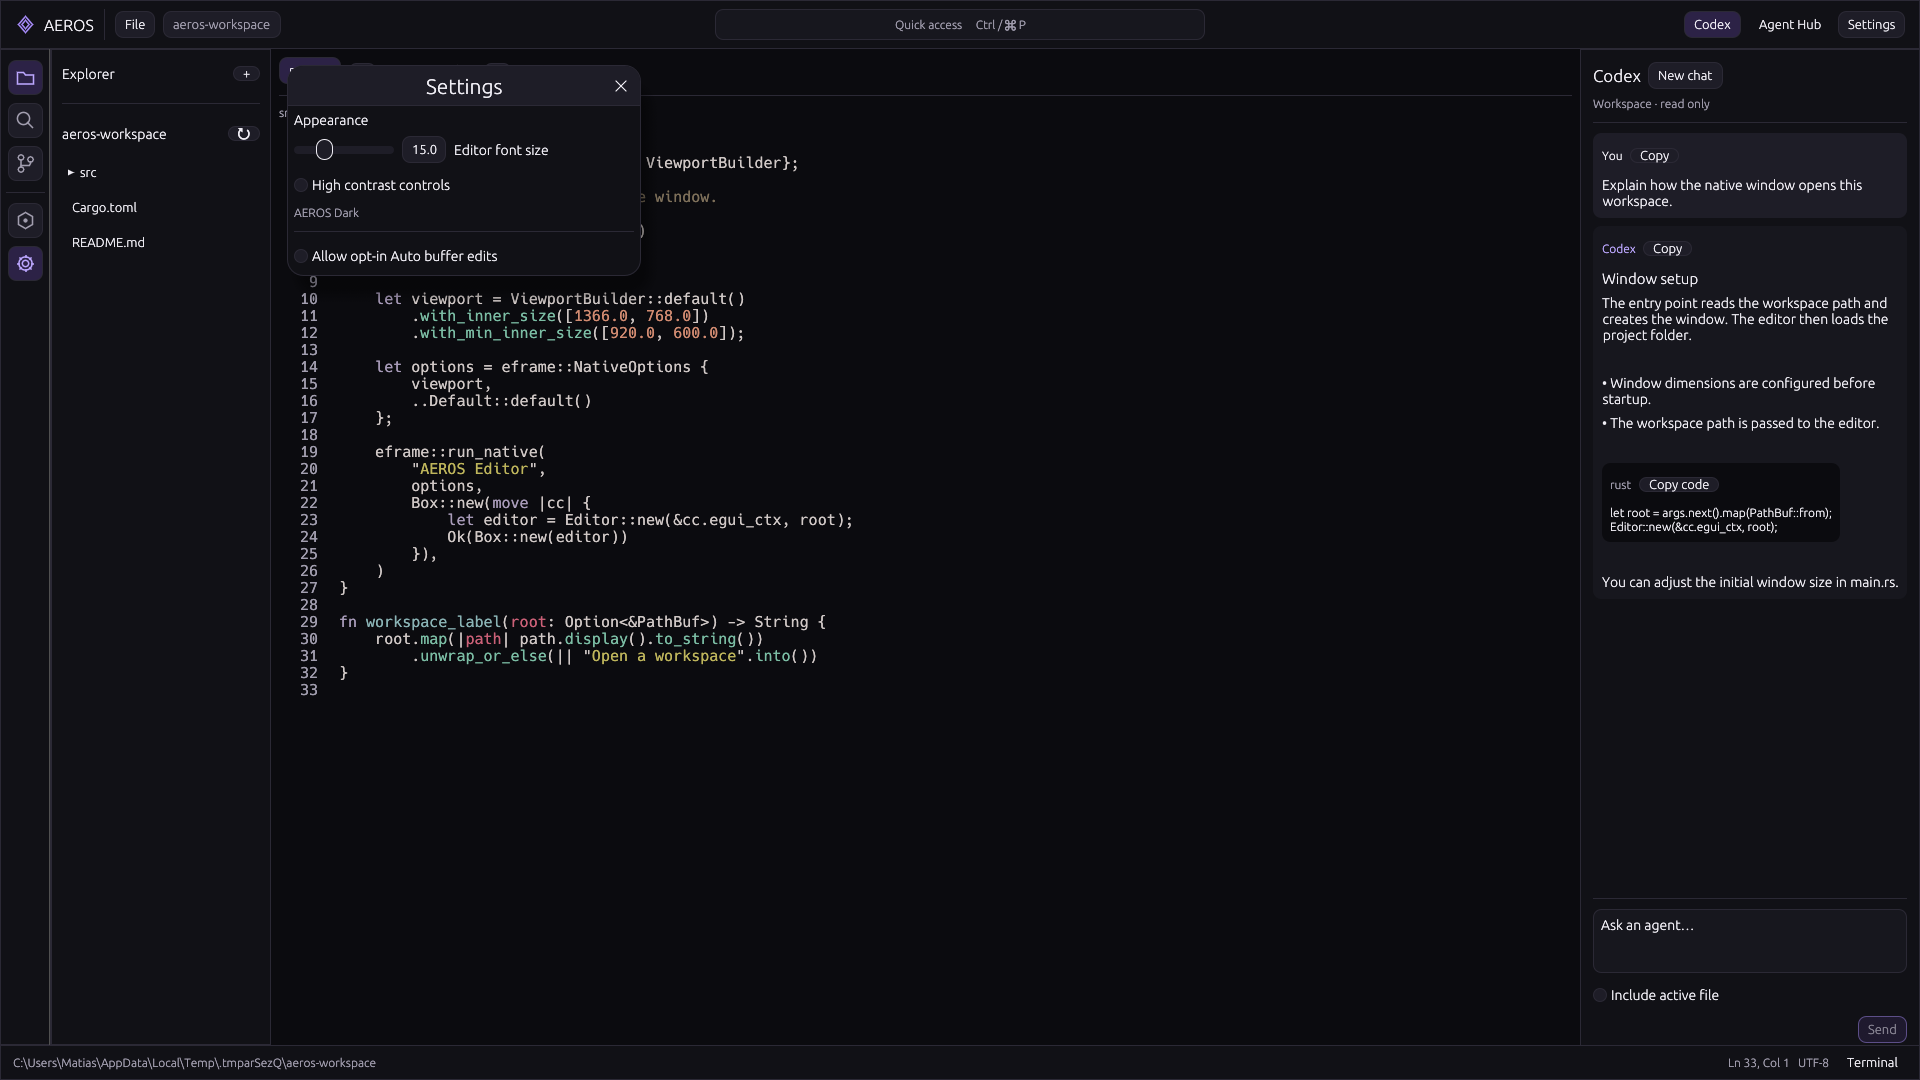 AEROS File aeros-workspace Quick access Ctrl/⌘P Codex Agent Hub Settings
Explorer +
aeros-workspace
▸ src
Cargo.toml
README.md
Settings
Appearance
15.0 Editor font size
High contrast controls
AEROS Dark
Allow opt-in Auto buffer edits
ViewportBuilder};
window.
)
9
10 let viewport = ViewportBuilder::default()
11 .with_inner_size([1366.0, 768.0])
12 .with_min_inner_size([920.0, 600.0]);
13
14 let options = eframe::NativeOptions {
15 viewport,
16 ..Default::default()
17 };
18
19 eframe::run_native(
20 "AEROS Editor",
21 options,
22 Box::new(move |cc| {
23 let editor = Editor::new(&cc.egui_ctx, root);
24 Ok(Box::new(editor))
25 }),
26 )
27 }
28
29 fn workspace_label(root: Option<&PathBuf>) -> String {
30 root.map(|path| path.display().to_string())
31 .unwrap_or_else(|| "Open a workspace".into())
32 }
33
Codex New chat
Workspace · read only
You Copy
Explain how the native window opens this
workspace.
Codex Copy
Window setup
The entry point reads the workspace path and
creates the window. The editor then loads the
project folder.
• Window dimensions are configured before
startup.
• The workspace path is passed to the editor.
rust Copy code
let root = args.next().map(PathBuf::from);
Editor::new(&cc.egui_ctx, root);
You can adjust the initial window size in main.rs.
Ask an agent…
Include active file
Send
C:\Users\Matias\AppData\Local\Temp\.tmparSezQ\aeros-workspace Ln 33, Col 1 UTF-8 Terminal